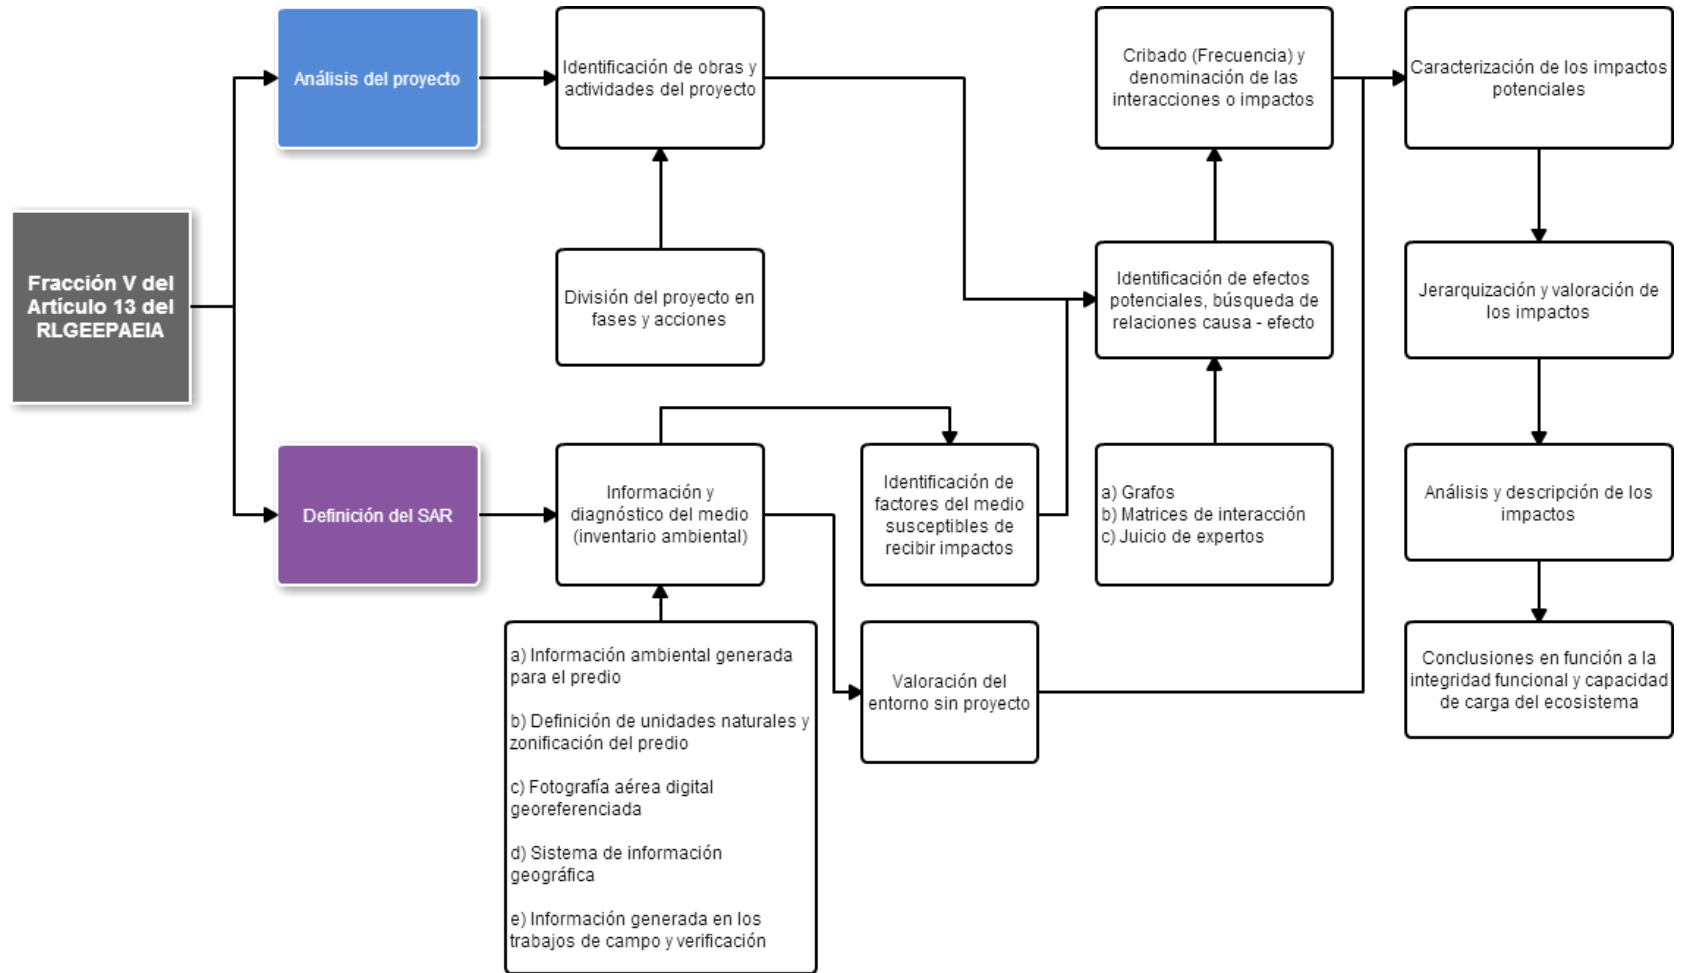 Fracción V del
Artículo 13 del
RLGEEPAEIA
Análisis del proyecto
Identificación de obras y
actividades del proyecto
División del proyecto en
fases y acciones
Definición del SAR
Información y
diagnóstico del medio
(inventario ambiental)
a) Información ambiental generada
para el predio
b) Definición de unidades naturales y
zonificación del predio
c) Fotografía aérea digital
georeferenciada
d) Sistema de información
geográfica
e) Información generada en los
trabajos de campo y verificación
Identificación de
factores del medio
susceptibles de
recibir impactos
Valoración del
entorno sin proyecto
Cribado (Frecuencia) y
denominación de las
interacciones o impactos
Identificación de efectos
potenciales, búsqueda de
relaciones causa - efecto
a) Grafos
b) Matrices de interacción
c) Juicio de expertos
Caracterización de los impactos
potenciales
Jerarquización y valoración de
los impactos
Análisis y descripción de los
impactos
Conclusiones en función a la
integridad funcional y capacidad
de carga del ecosistema